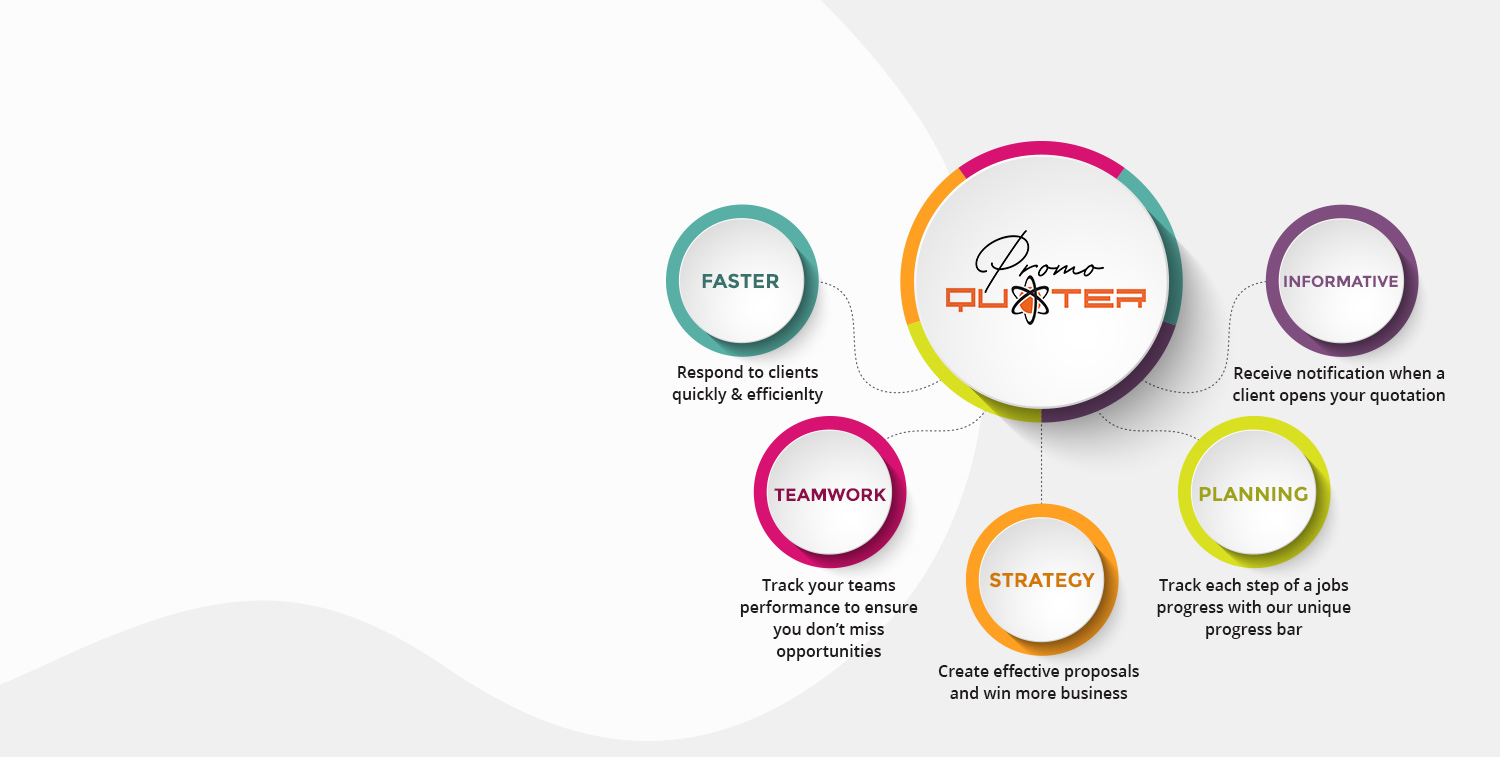 Promo
QUOTER
FASTER
Respond to clients
quickly & efficienlty
INFORMATIVE
Receive notification when a
client opens your quotation
TEAMWORK
Track your teams
performance to ensure
you don't miss
opportunities
STRATEGY
Create effective proposals
and win more business
PLANNING
Track each step of a jobs
progress with our unique
progress bar